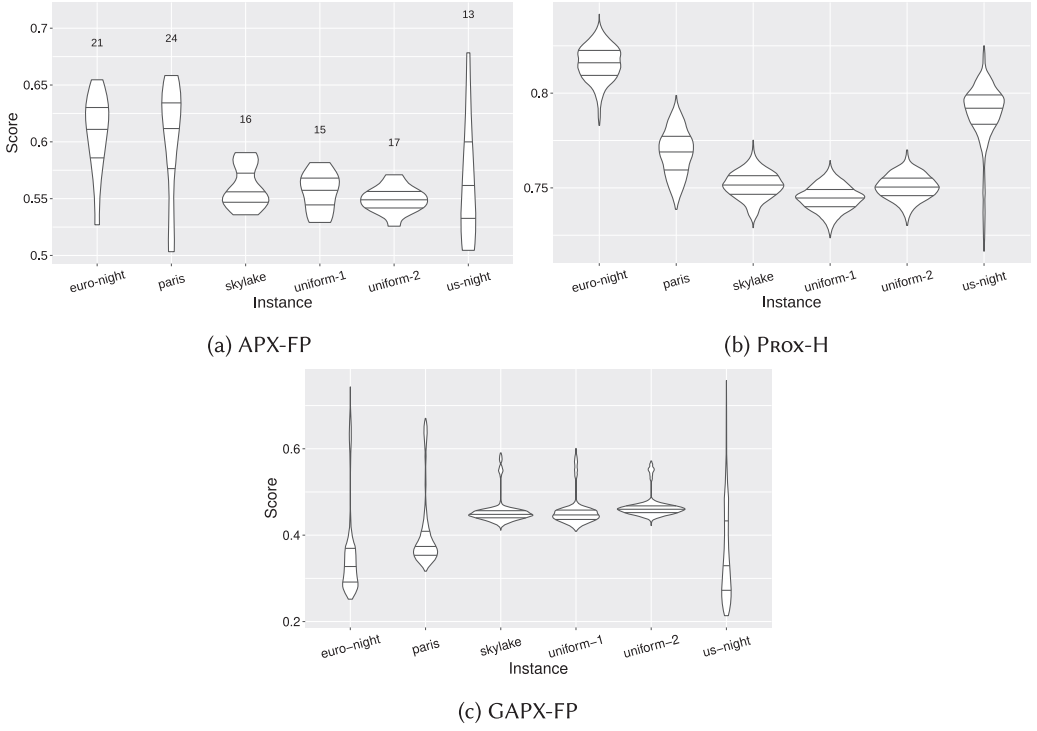 0.7
0.65
0.6
0.55
0.5
Score
21
24
16
15
17
13
euro-night
paris
skylake
uniform-1
uniform-2
us-night
Instance
(a) APX-FP
0.8
0.75
euro-night
paris
skylake
uniform-1
uniform-2
us-night
Instance
(b) Prox-H
0.6
0.4
0.2
Score
euro−night
paris
skylake
uniform−1
uniform−2
us−night
Instance
(c) GAPX-FP